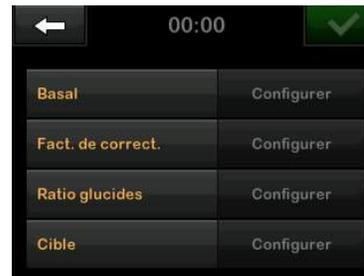 00:00
Basal Configurer
Fact. de correct. Configurer
Ratio glucides Configurer
Cible Configurer